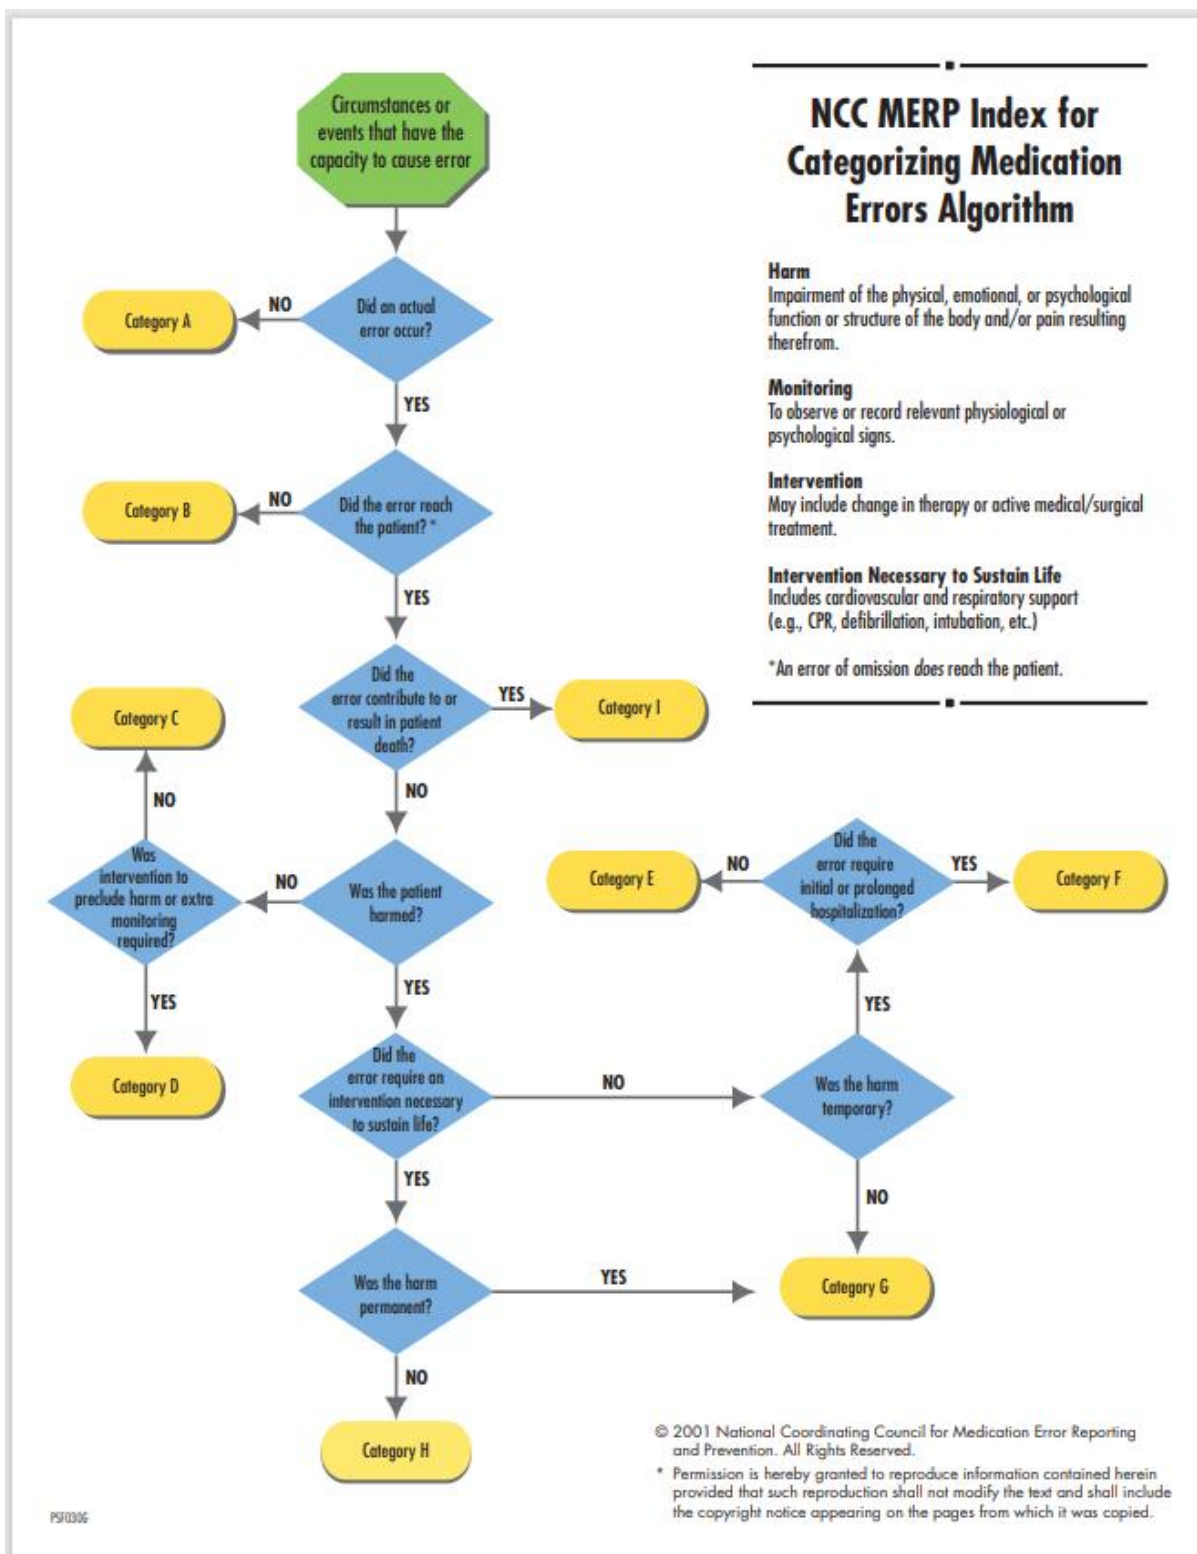 NCC MERP Index for
Categorizing Medication
Errors Algorithm
Harm
Impairment of the physical, emotional, or psychological
function or structure of the body and/or pain resulting
therefrom.
Monitoring
To observe or record relevant physiological or
psychological signs.
Intervention
May include change in therapy or active medical/surgical
treatment.
Intervention Necessary to Sustain Life
Includes cardiovascular and respiratory support
(e.g., CPR, defibrillation, intubation, etc.)
*An error of omission does reach the patient.
Circumstances or
events that have the
capacity to cause error
Did an actual
error occur?
NO
Category A
YES
Did the error reach
the patient? *
NO
Category B
YES
Did the
error contribute to or
result in patient
death?
YES
Category I
NO
Was the patient
harmed?
NO
Was
intervention to
preclude harm or extra
monitoring
required?
NO
Category C
YES
Category D
YES
Did the
error require an
intervention necessary
to sustain life?
NO
Was the harm
temporary?
YES
Did the
error require
initial or prolonged
hospitalization?
NO
Category E
YES
Category F
NO
Category G
YES
Was the harm
permanent?
YES
NO
Category H
© 2001 National Coordinating Council for Medication Error Reporting
and Prevention. All Rights Reserved.
* Permission is hereby granted to reproduce information contained herein
provided that such reproduction shall not modify the text and shall include
the copyright notice appearing on the pages from which it was copied.
PSF0306